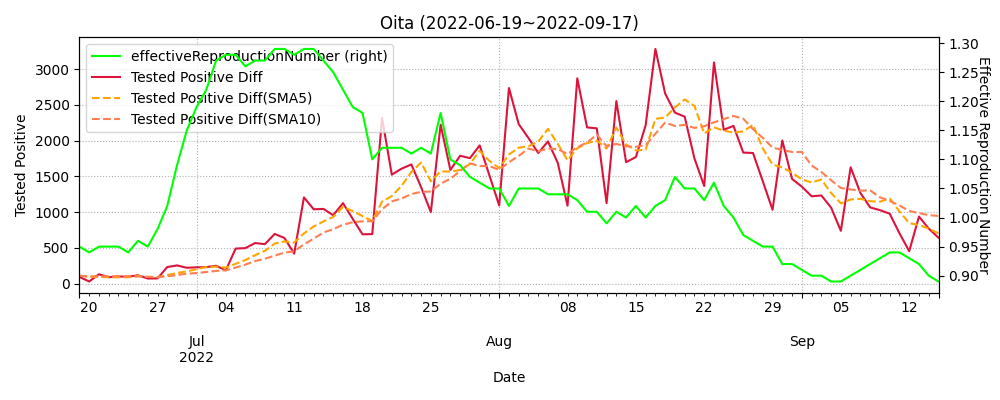 Oita (2022-06-19~2022-09-17)
effectiveReproductionNumber (right)
Tested Positive Diff
Tested Positive Diff(SMA5)
Tested Positive Diff(SMA10)
Tested Positive
3000
2500
2000
1500
1000
500
0
1.30
1.25
1.20
1.15
1.10
1.05
1.00
0.95
0.90
Effective Reproduction Number
20 27 04 11 18 25 08 15 22 29 05 12
Jul Aug Sep
2022
Date